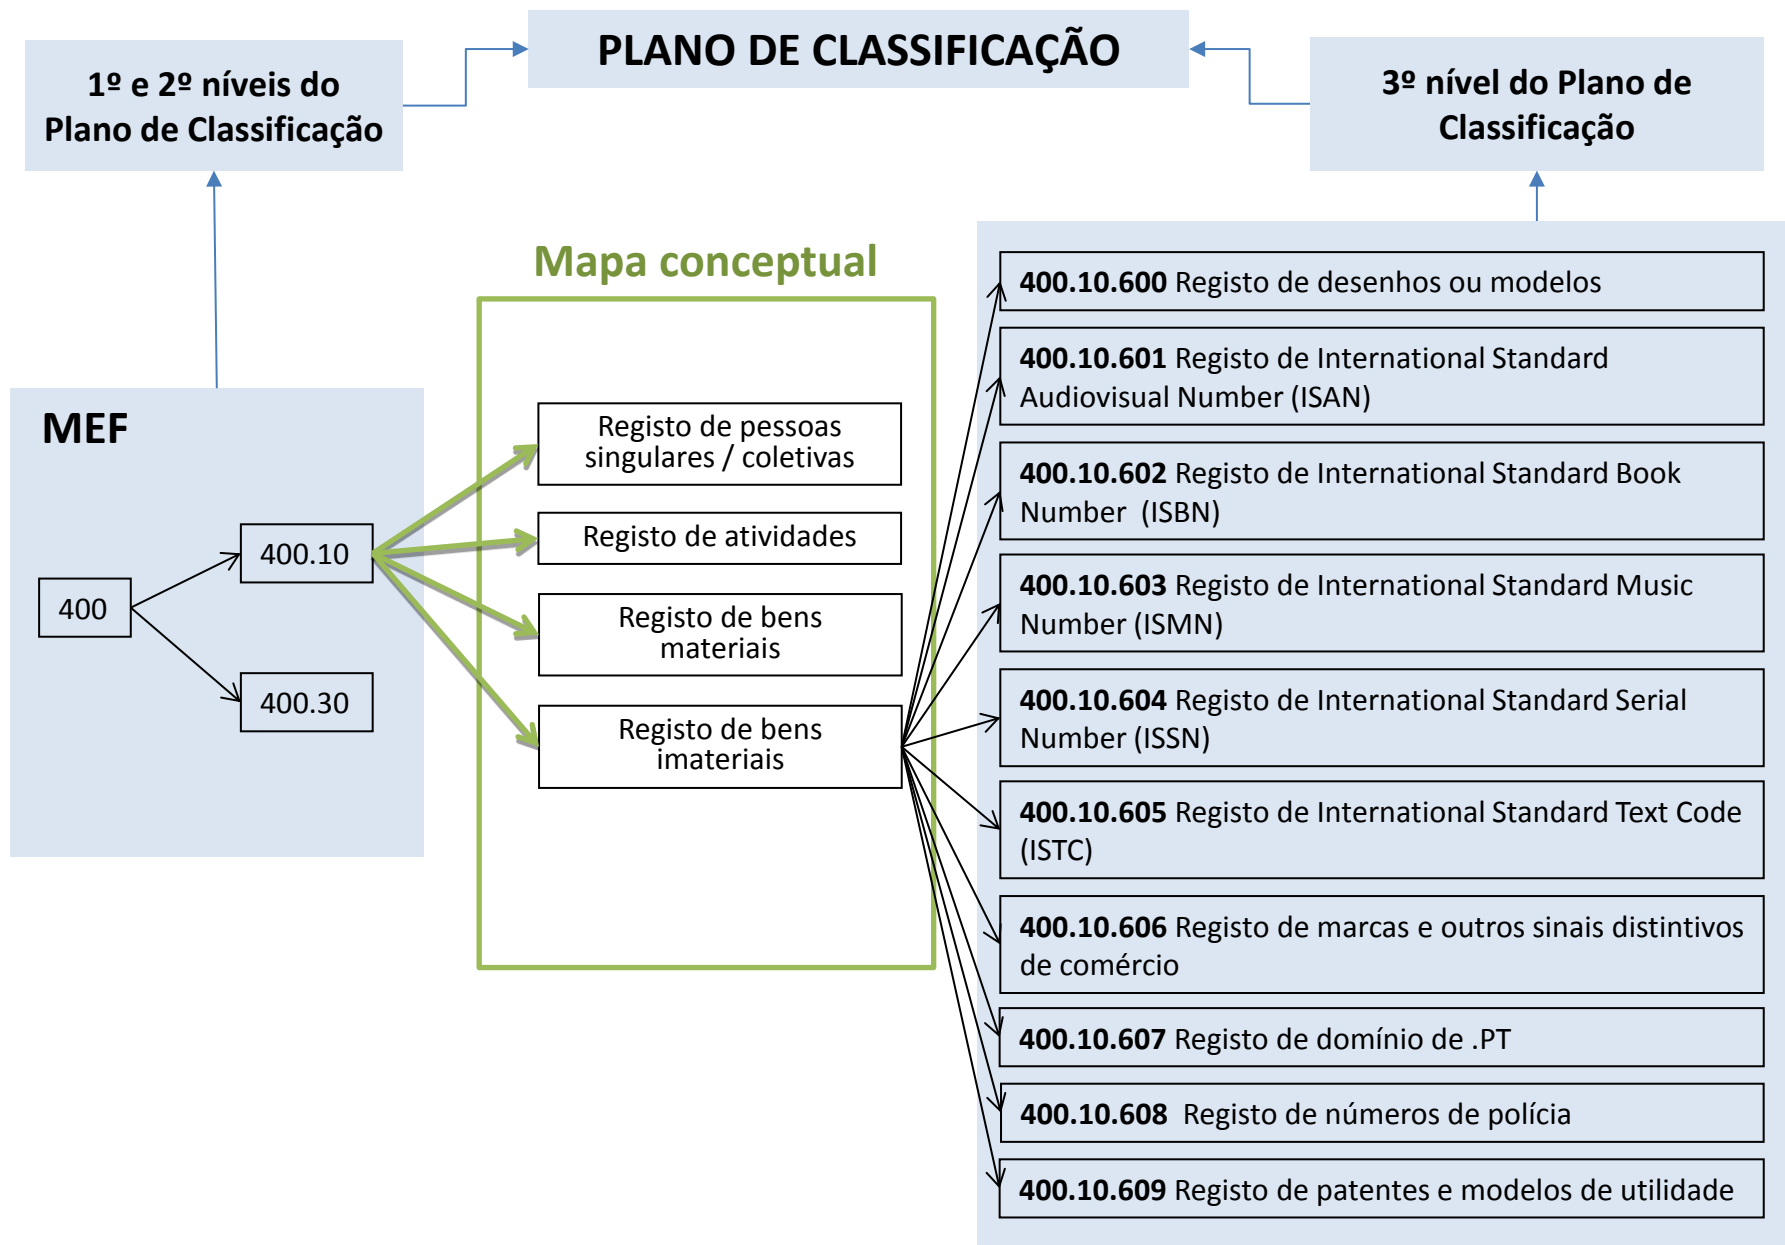 PLANO DE CLASSIFICAÇÃO
1º e 2º níveis do
Plano de Classificação
3º nível do Plano de
Classificação
MEF
400
400.10
400.30
Mapa conceptual
Registo de pessoas
singulares / coletivas
Registo de atividades
Registo de bens
materiais
Registo de bens
imateriais
400.10.600 Registo de desenhos ou modelos
400.10.601 Registo de International Standard
Audiovisual Number (ISAN)
400.10.602 Registo de International Standard Book
Number (ISBN)
400.10.603 Registo de International Standard Music
Number (ISMN)
400.10.604 Registo de International Standard Serial
Number (ISSN)
400.10.605 Registo de International Standard Text Code
(ISTC)
400.10.606 Registo de marcas e outros sinais distintivos
de comércio
400.10.607 Registo de domínio de .PT
400.10.608 Registo de números de polícia
400.10.609 Registo de patentes e modelos de utilidade